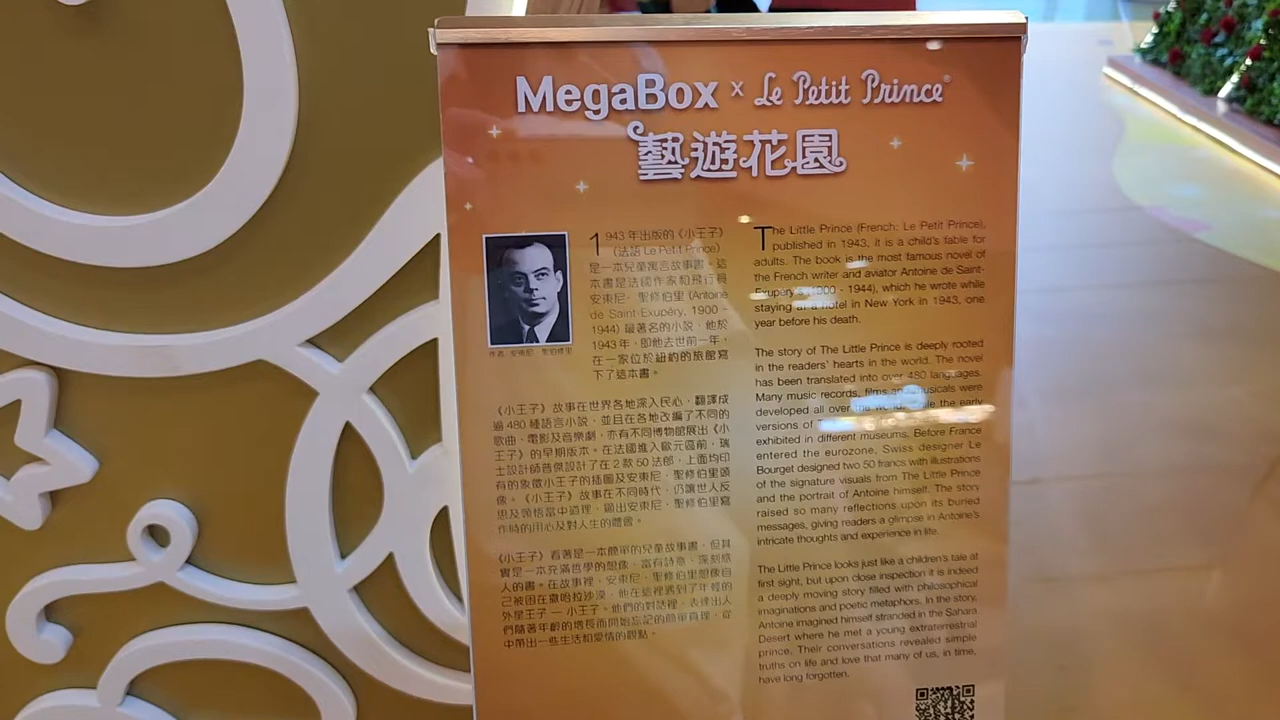 MegaBox x Le Petit Prince®
藝遊花園
1943 年出版的《小王子》
（法語 Le Petit Prince）
是一本兒童寓言故事書。這
本書是法國作家和飛行員
安東尼．聖修伯里 (Antoine
de Saint-Exupéry, 1900 -
1944) 最著名的小說，他於
1943 年，即他去世前一年，
在一家位於紐約的旅館寫
下了這本書。
作者: 安東尼．聖伯修里
《小王子》故事在世界各地深入民心，翻譯成
過 480 種語言小說，並且在各地改編了不同的
歌曲、電影及音樂劇，亦有不同博物館展出《小
王子》的早期版本。在法國進入歐元區前，瑞
士設計師普傑設計了在 2 款 50 法郎，上面均印
有的象徵小王子的插圖及安東尼．聖修伯里頭
像。《小王子》故事在不同時代，仍讓世人反
思及領悟當中道理，顯出安東尼．聖修伯里寫
作時的用心及對人生的體會。
《小王子》看著是一本簡單的兒童故事書，但其
實是一本充滿哲學的想像，富有詩意，深刻感
人的書。在故事裡，安東尼．聖修伯里想像自
己被困在撒哈拉沙漠，他在這裡遇到了年輕的
外星王子 — 小王子。他們的對話裡，表達出人
們隨著年齡的增長而開始忘記的簡單真理，從
中帶出一些生活和愛情的觀點。
The Little Prince (French: Le Petit Prince),
published in 1943, it is a child's fable for
adults. The book is the most famous novel of
the French writer and aviator Antoine de Saint-
Exupéry's (1900 - 1944), which he wrote while
staying at a hotel in New York in 1943, one
year before his death.
The story of The Little Prince is deeply rooted
in the readers' hearts in the world. The novel
has been translated into over 480 languages.
Many music records, films and musicals were
developed all over the world, while the early
versions of
exhibited in different museums. Before France
entered the eurozone, Swiss designer Le
Bourget designed two 50 francs with illustrations
of the signature visuals from The Little Prince
and the portrait of Antoine himself. The story
raised so many reflections upon its buried
messages, giving readers a glimpse in Antoine's
intricate thoughts and experience in life.
The Little Prince looks just like a children's tale at
first sight, but upon close inspection it is indeed
a deeply moving story filled with philosophical
imaginations and poetic metaphors. In the story,
Antoine imagined himself stranded in the Sahara
Desert where he met a young extraterrestrial
prince. Their conversations revealed simple
truths on life and love that many of us, in time,
have long forgotten.